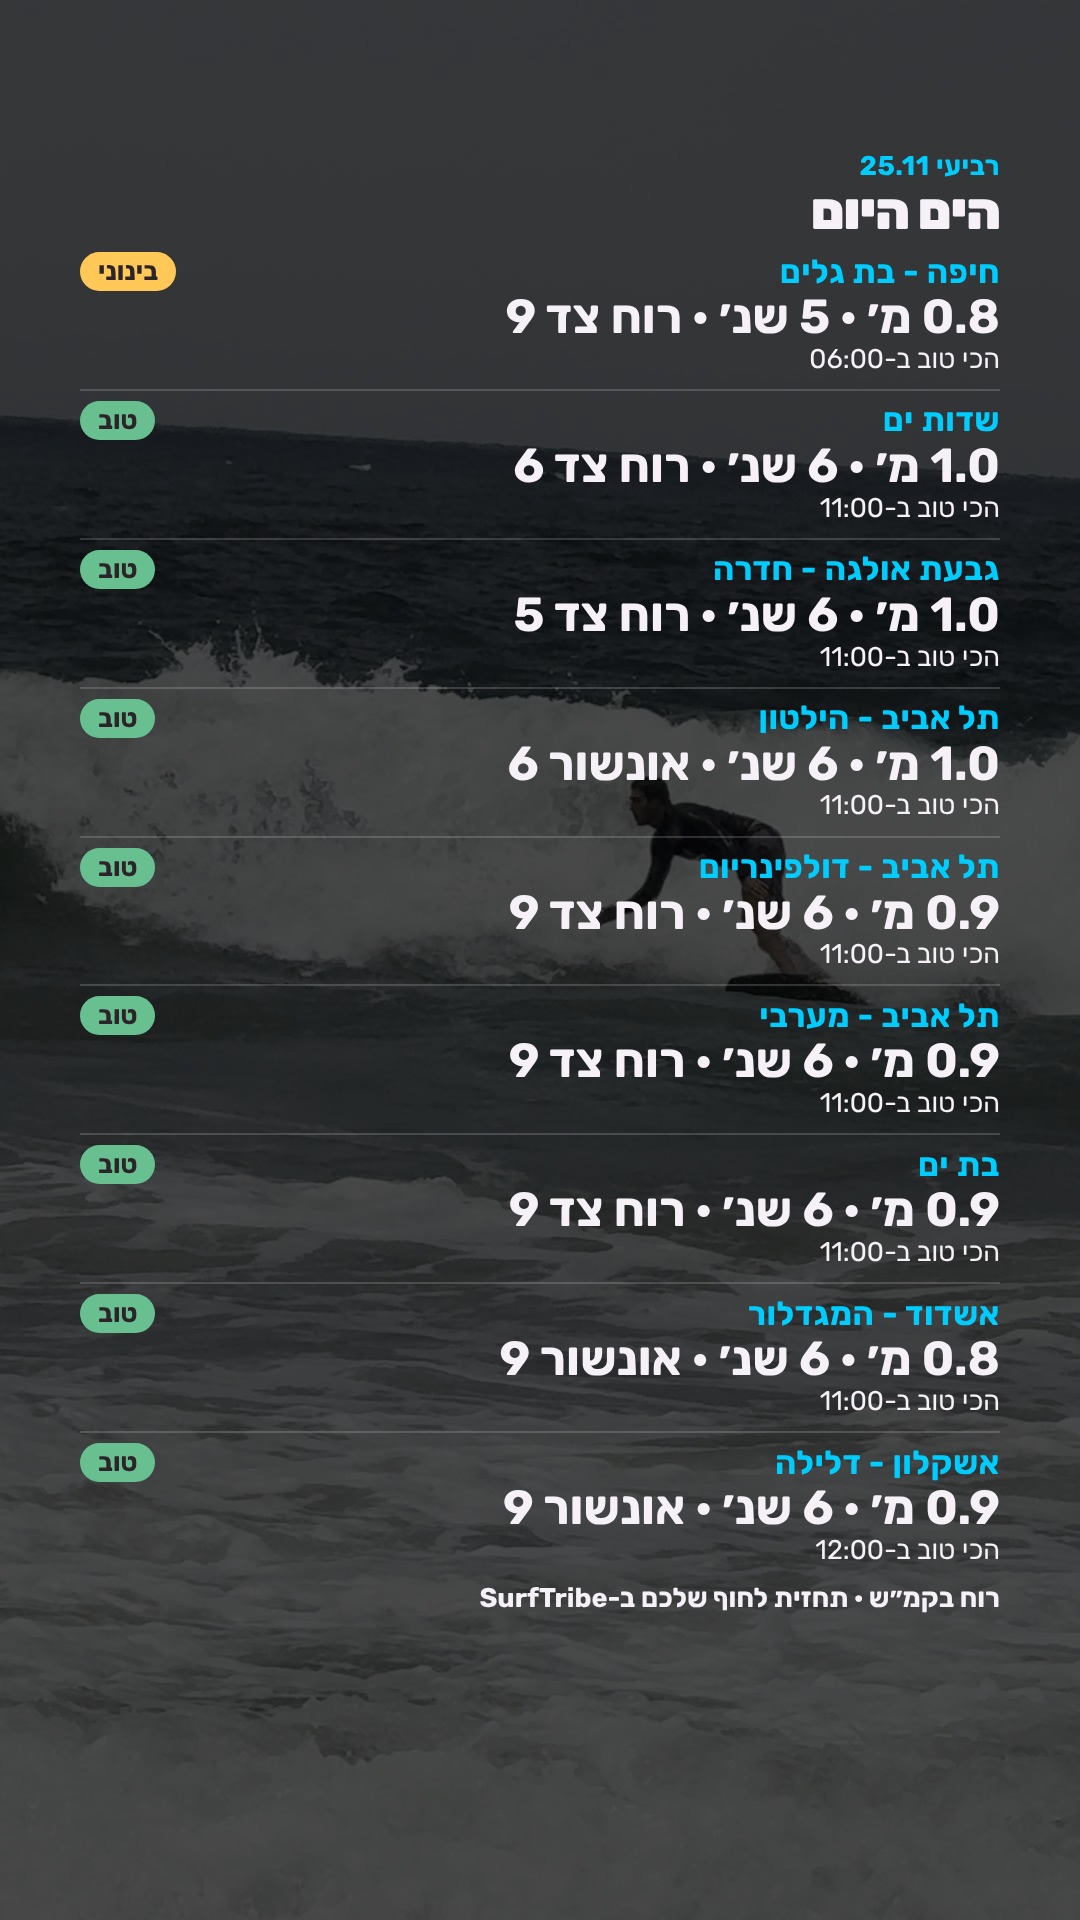 רביעי 25.11
הים היום
חיפה - בת גלים
בינוני
0.8 מ׳ • 5 שנ׳ • רוח צד 9
הכי טוב ב-06:00
שדות ים
טוב
1.0 מ׳ • 6 שנ׳ • רוח צד 6
הכי טוב ב-11:00
גבעת אולגה - חדרה
טוב
1.0 מ׳ • 6 שנ׳ • רוח צד 5
הכי טוב ב-11:00
תל אביב - הילטון
טוב
1.0 מ׳ • 6 שנ׳ • אונשור 6
הכי טוב ב-11:00
תל אביב - דולפינריום
טוב
0.9 מ׳ • 6 שנ׳ • רוח צד 9
הכי טוב ב-11:00
תל אביב - מערבי
טוב
0.9 מ׳ • 6 שנ׳ • רוח צד 9
הכי טוב ב-11:00
בת ים
טוב
0.9 מ׳ • 6 שנ׳ • רוח צד 9
הכי טוב ב-11:00
אשדוד - המגדלור
טוב
0.8 מ׳ • 6 שנ׳ • אונשור 9
הכי טוב ב-11:00
אשקלון - דלילה
טוב
0.9 מ׳ • 6 שנ׳ • אונשור 9
הכי טוב ב-12:00
רוח בקמ״ש • תחזית לחוף שלכם ב-SurfTribe